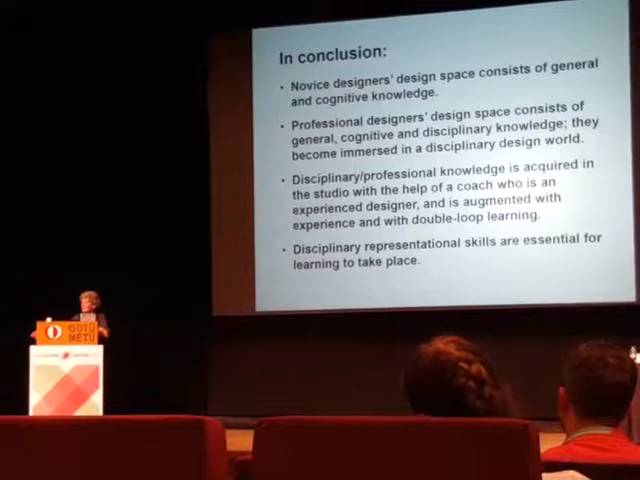 In conclusion:
• Novice designers' design space consists of general
and cognitive knowledge.
• Professional designers' design space consists of
general, cognitive and disciplinary knowledge; they
become immersed in a disciplinary design world.
• Disciplinary/professional knowledge is acquired in
the studio with the help of a coach who is an
experienced designer, and is augmented with
experience and with double-loop learning.
• Disciplinary representational skills are essential for
learning to take place.
ODTÜ
METU